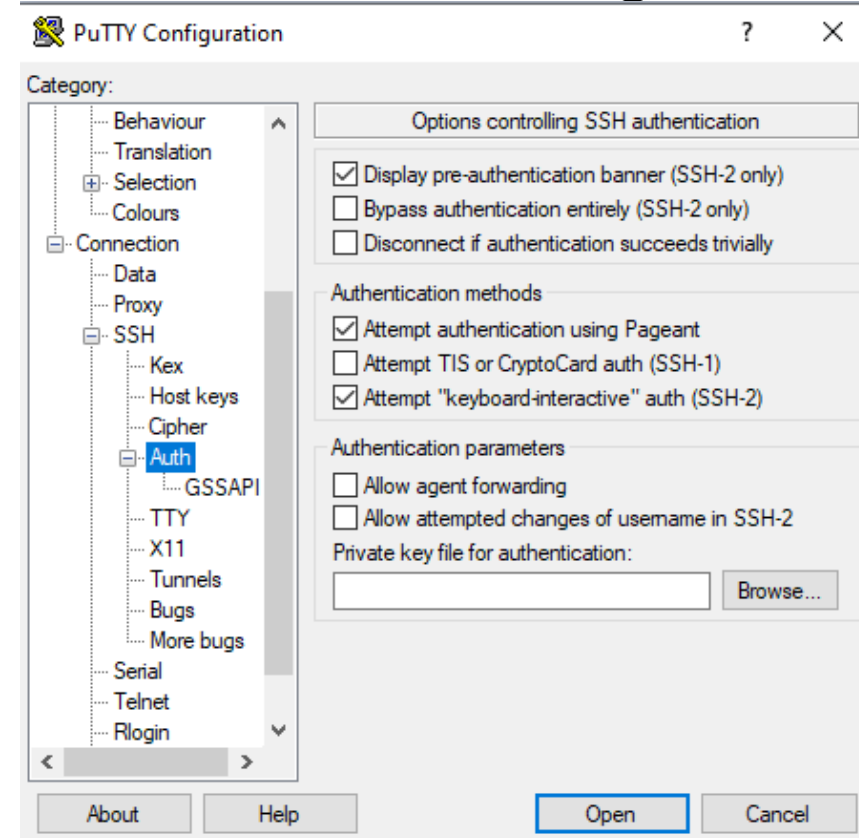 PuTTY Configuration
?
Category:
Behaviour
Translation
Selection
Colours
Connection
Data
Proxy
SSH
Kex
Host keys
Cipher
Auth
GSSAPI
TTY
X11
Tunnels
Bugs
More bugs
Serial
Telnet
Rlogin
Options controlling SSH authentication
Display pre-authentication banner (SSH-2 only)
Bypass authentication entirely (SSH-2 only)
Disconnect if authentication succeeds trivially
Authentication methods
Attempt authentication using Pageant
Attempt TIS or CryptoCard auth (SSH-1)
Attempt "keyboard-interactive" auth (SSH-2)
Authentication parameters
Allow agent forwarding
Allow attempted changes of username in SSH-2
Private key file for authentication:
Browse...
About
Help
Open
Cancel